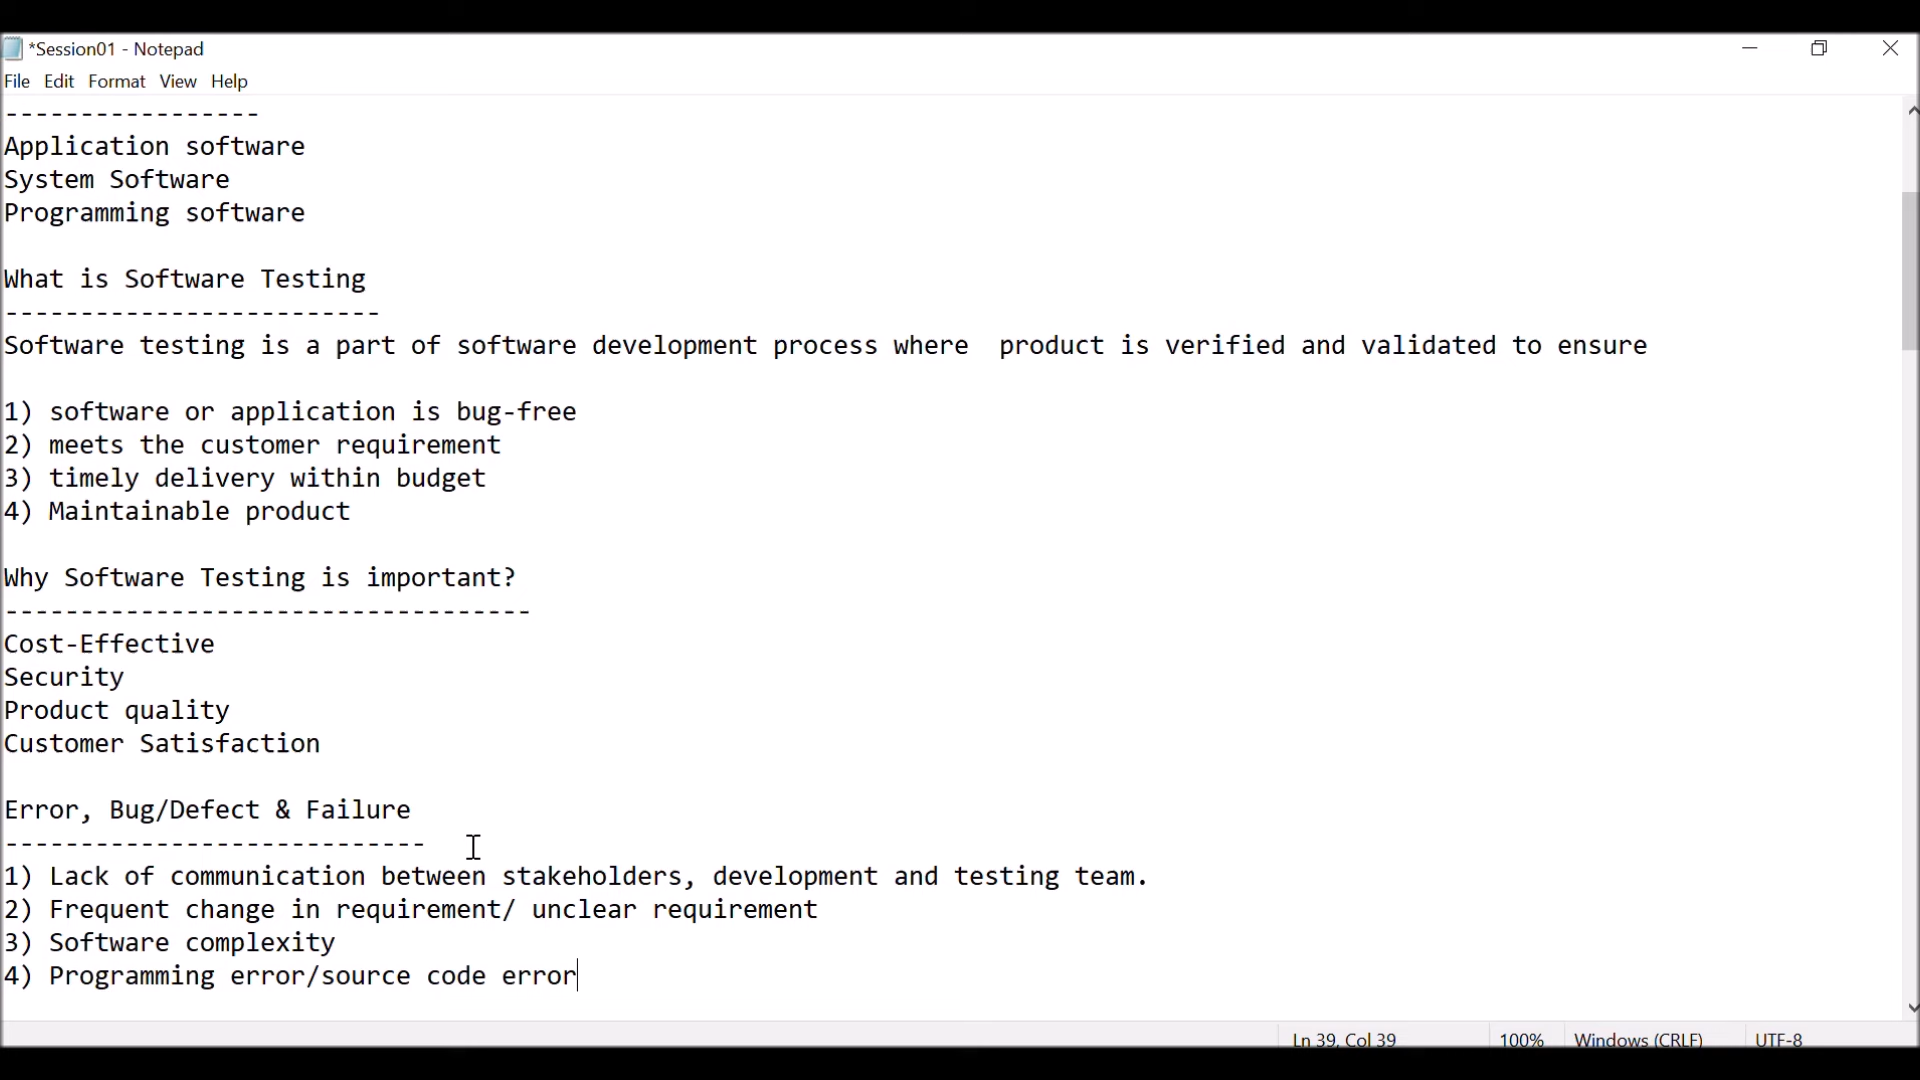 *Session01 - Notepad
File Edit Format View Help
-----------------
Application software
System Software
Programming software
What is Software Testing
-------------------------
Software testing is a part of software development process where  product is verified and validated to ensure
1) software or application is bug-free
2) meets the customer requirement
3) timely delivery within budget
4) Maintainable product
Why Software Testing is important?
-----------------------------------
Cost-Effective
Security
Product quality
Customer Satisfaction
Error, Bug/Defect & Failure
----------------------------
1) Lack of communication between stakeholders, development and testing team.
2) Frequent change in requirement/ unclear requirement
3) Software complexity
4) Programming error/source code error
Ln 39, Col 39 100% Windows (CRLF) UTF-8